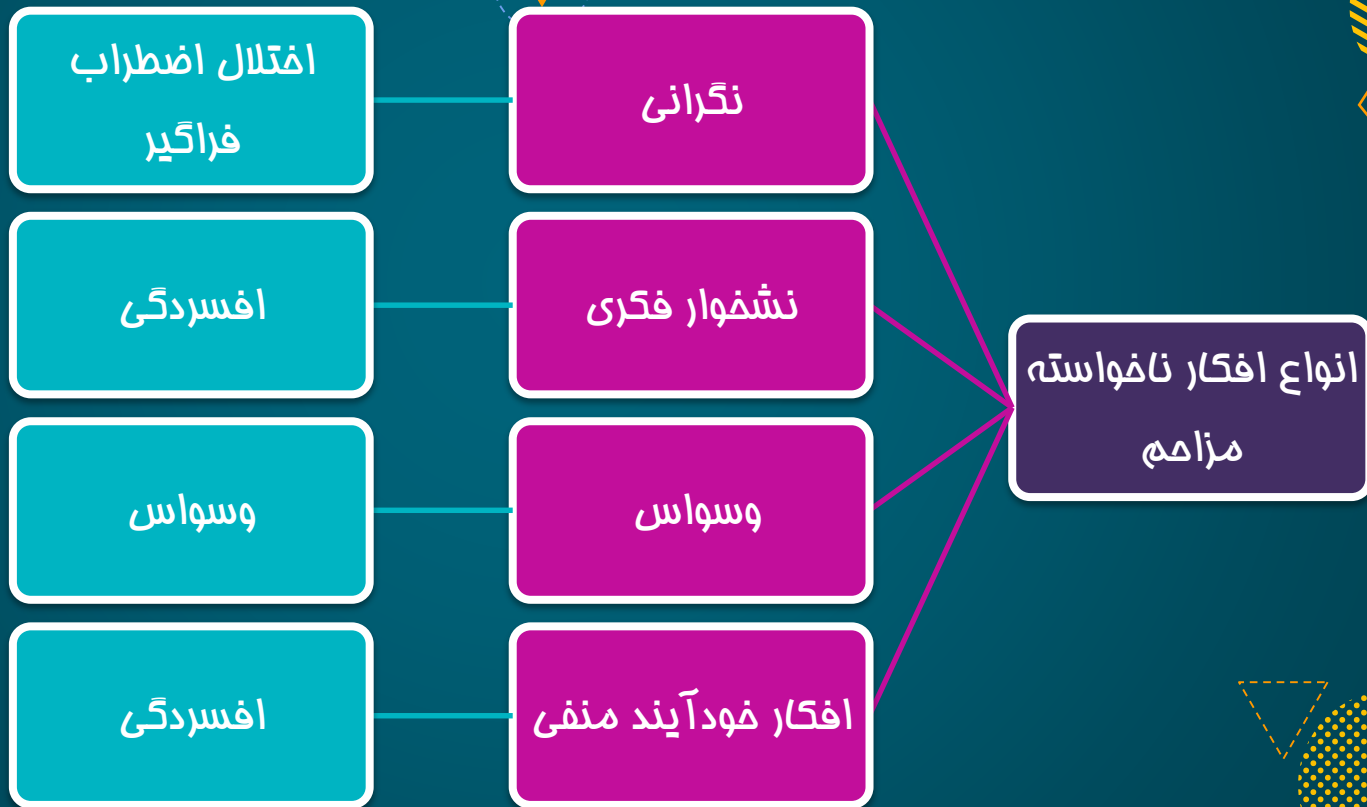 انواع افکار ناخواسته
مزاحم
نگرانی
اختلال اضطراب
فراگیر
نشخوار فکری
افسردگی
وسواس
وسواس
افکار خودآیند منفی
افسردگی